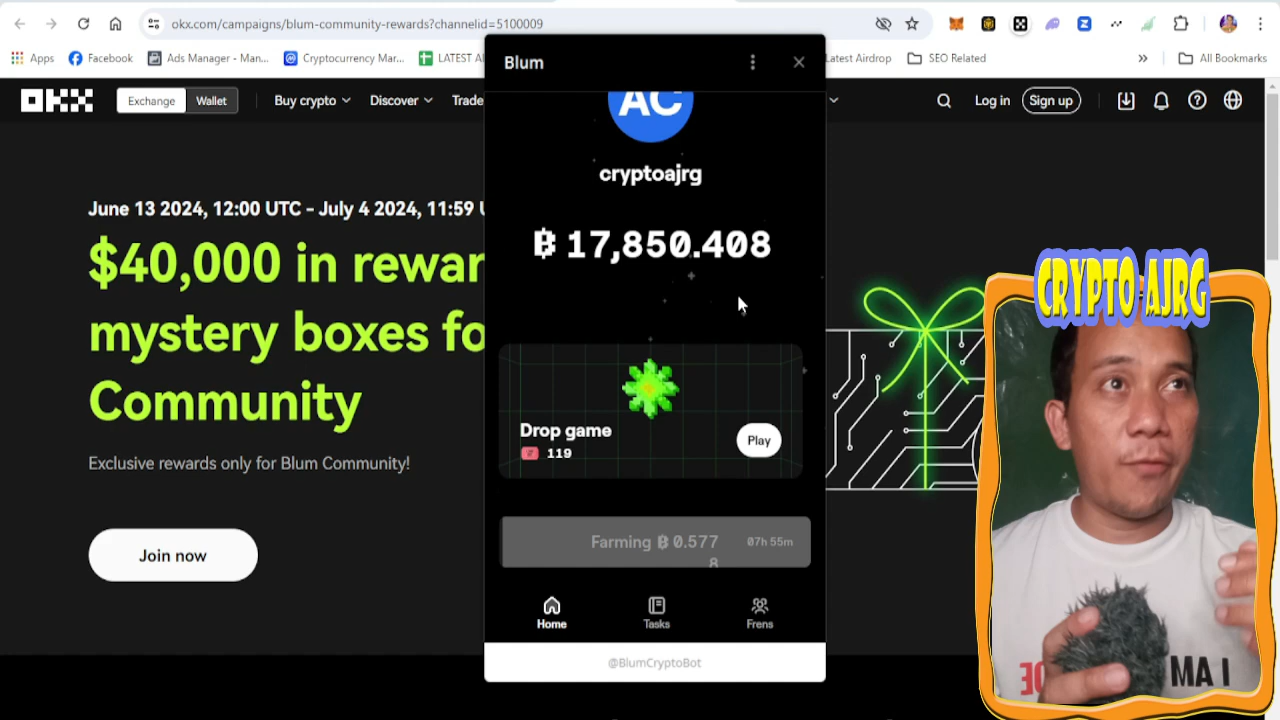 okx.com/campaigns/blum-community-rewards?channelid=5100009
Apps
Facebook
Ads Manager - Man...
Cryptocurrency Mar...
LATEST
Latest Airdrop
SEO Related
All Bookmarks
OKX
Exchange
Wallet
Buy crypto
Discover
Trade
Log in
Sign up
Blum
AC
cryptoajrg
฿ 17,850.408
Drop game
119
Play
Farming ฿ 0.577
8
07h 55m
Home
Tasks
Frens
@BlumCryptoBot
June 13 2024, 12:00 UTC - July 4 2024, 11:59
$40,000 in
mystery boxes
Community
Exclusive rewards only for Blum Community!
Join now
CRYPTO AJRG
MA I